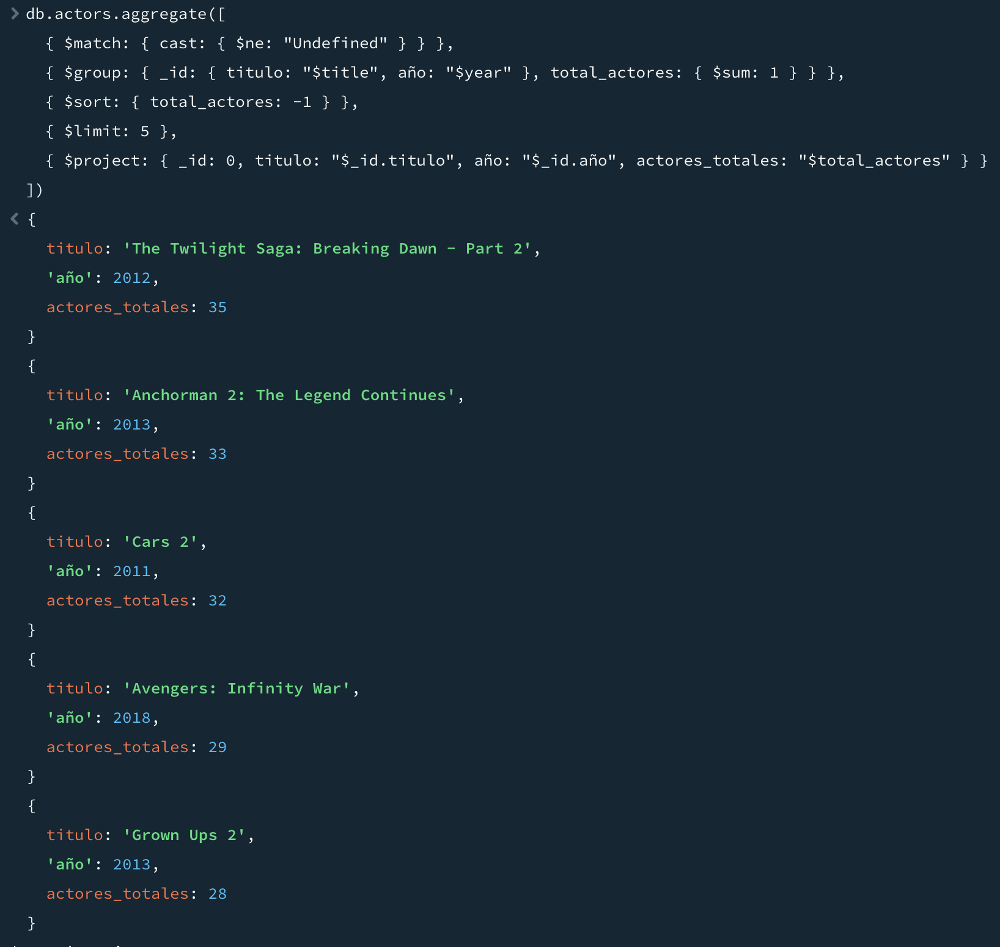 db.actors.aggregate([
{ $match: { cast: { $ne: "Undefined" } } },
{ $group: { _id: { titulo: "$title", año: "$year" }, total_actores: { $sum: 1 } } },
{ $sort: { total_actores: -1 } },
{ $limit: 5 },
{ $project: { _id: 0, titulo: "$_id.titulo", año: "$_id.año", actores_totales: "$total_actores" } }
])
{
titulo: 'The Twilight Saga: Breaking Dawn - Part 2',
'año': 2012,
actores_totales: 35
}
{
titulo: 'Anchorman 2: The Legend Continues',
'año': 2013,
actores_totales: 33
}
{
titulo: 'Cars 2',
'año': 2011,
actores_totales: 32
}
{
titulo: 'Avengers: Infinity War',
'año': 2018,
actores_totales: 29
}
{
titulo: 'Grown Ups 2',
'año': 2013,
actores_totales: 28
}